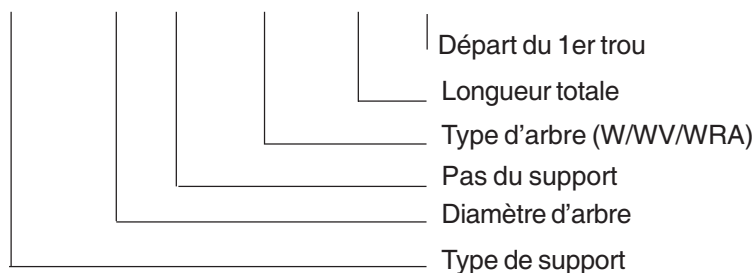 Départ du 1er trou
Longueur totale
Type d'arbre (W/WV/WRA)
Pas du support
Diamètre d'arbre
Type de support